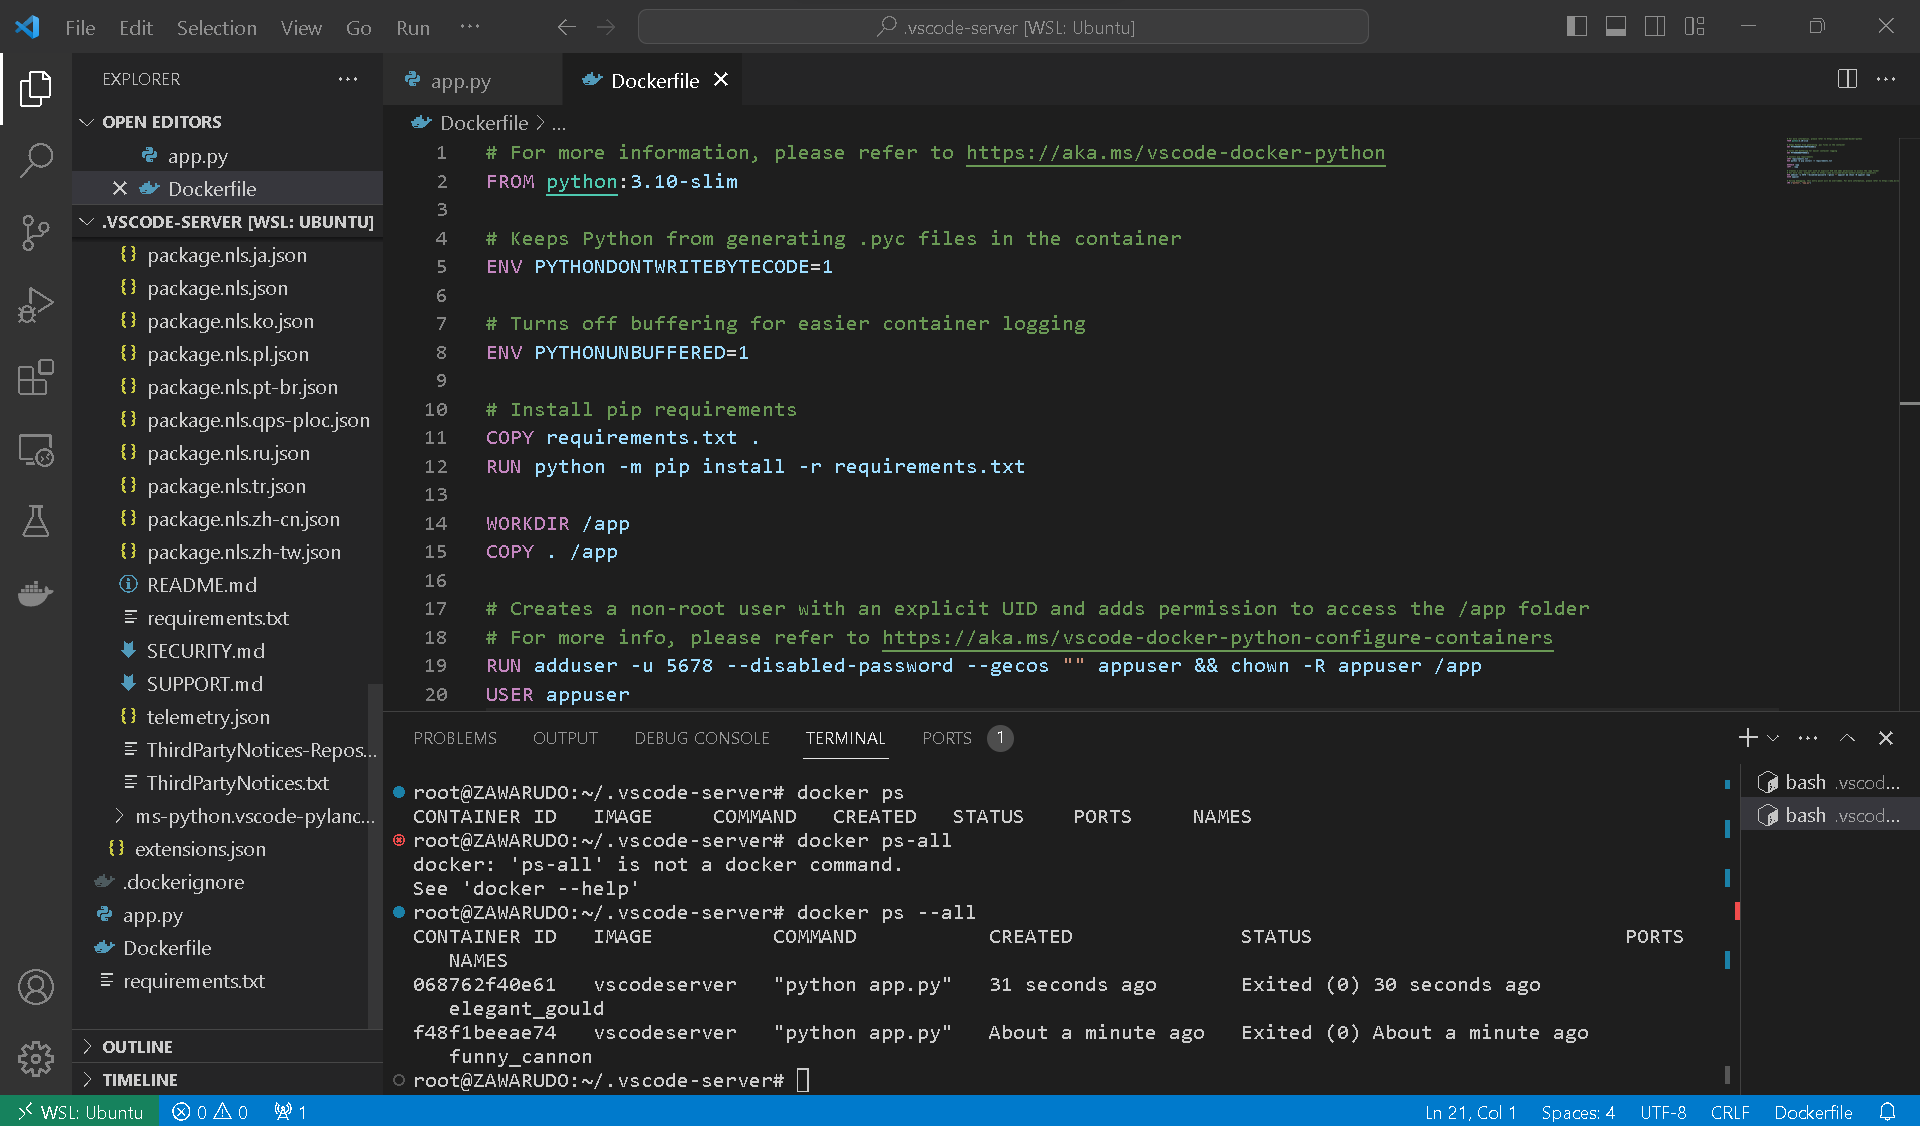 File Edit Selection View Go Run ...
.vscode-server [WSL: Ubuntu]
EXPLORER
OPEN EDITORS
app.py
Dockerfile
.VSCODE-SERVER [WSL: UBUNTU]
package.nls.ja.json
package.nls.json
package.nls.ko.json
package.nls.pl.json
package.nls.pt-br.json
package.nls.qps-ploc.json
package.nls.ru.json
package.nls.tr.json
package.nls.zh-cn.json
package.nls.zh-tw.json
README.md
requirements.txt
SECURITY.md
SUPPORT.md
telemetry.json
ThirdPartyNotices-Repos...
ThirdPartyNotices.txt
ms-python.vscode-pylanc...
extensions.json
.dockerignore
app.py
Dockerfile
requirements.txt
OUTLINE
TIMELINE
app.py
Dockerfile
Dockerfile > ...
1 # For more information, please refer to https://aka.ms/vscode-docker-python
2 FROM python:3.10-slim
3
4 # Keeps Python from generating .pyc files in the container
5 ENV PYTHONDONTWRITEBYTECODE=1
6
7 # Turns off buffering for easier container logging
8 ENV PYTHONUNBUFFERED=1
9
10 # Install pip requirements
11 COPY requirements.txt .
12 RUN python -m pip install -r requirements.txt
13
14 WORKDIR /app
15 COPY . /app
16
17 # Creates a non-root user with an explicit UID and adds permission to access the /app folder
18 # For more info, please refer to https://aka.ms/vscode-docker-python-configure-containers
19 RUN adduser -u 5678 --disabled-password --gecos "" appuser && chown -R appuser /app
20 USER appuser
PROBLEMS OUTPUT DEBUG CONSOLE TERMINAL PORTS 1
root@ZAWARUDO:~/.vscode-server# docker ps
CONTAINER ID IMAGE COMMAND CREATED STATUS PORTS NAMES
root@ZAWARUDO:~/.vscode-server# docker ps-all
docker: 'ps-all' is not a docker command.
See 'docker --help'
root@ZAWARUDO:~/.vscode-server# docker ps --all
CONTAINER ID IMAGE COMMAND CREATED STATUS PORTS
NAMES
068762f40e61 vscodeserver "python app.py" 31 seconds ago Exited (0) 30 seconds ago
elegant_gould
f48f1beeae74 vscodeserver "python app.py" About a minute ago Exited (0) About a minute ago
funny_cannon
root@ZAWARUDO:~/.vscode-server#
bash .vscod...
bash .vscod...
WSL: Ubuntu 0 0 1
Ln 21, Col 1 Spaces: 4 UTF-8 CRLF Dockerfile